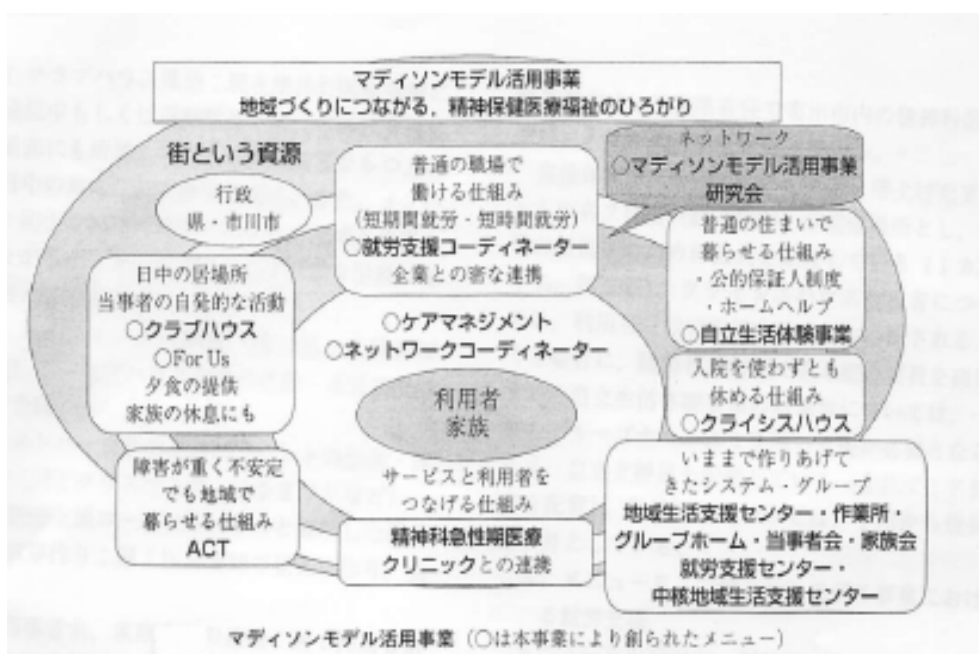 マディソンモデル活用事業
地域づくりにつながる，精神保健医療福祉のひろがり
ネットワーク
○マディソンモデル活用事業
研究会
街という資源
行政
県・市川市
普通の職場で
働ける仕組み
(短期間就労・短時間就労)
○就労支援コーディネーター
企業との密な連携
普通の住まいで
暮らせる仕組み
・公的保証人制度
・ホームヘルプ
○自立生活体験事業
日中の居場所
当事者の自発的な活動
○クラブハウス
○For Us
夕食の提供
家族の休息にも
○ケアマネジメント
○ネットワークコーディネーター
利用者
家族
サービスと利用者を
つなげる仕組み
入院を使わずとも
休める仕組み
○クライシスハウス
障害が重く不安定
でも地域で
暮らせる仕組み
ACT
精神科急性期医療
クリニックとの連携
いままで作りあげて
きたシステム・グループ
地域生活支援センター・作業所・
グループホーム・当事者会・家族会
就労支援センター・
中核地域生活支援センター
マディソンモデル活用事業（○は本事業により創られたメニュー）